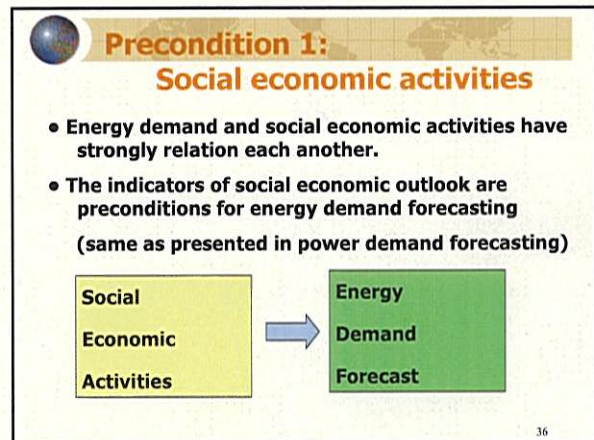 Precondition 1:
Social economic activities
• Energy demand and social economic activities have
strongly relation each another.
• The indicators of social economic outlook are
preconditions for energy demand forecasting
(same as presented in power demand forecasting)
Social
Economic
Activities
Energy
Demand
Forecast
36